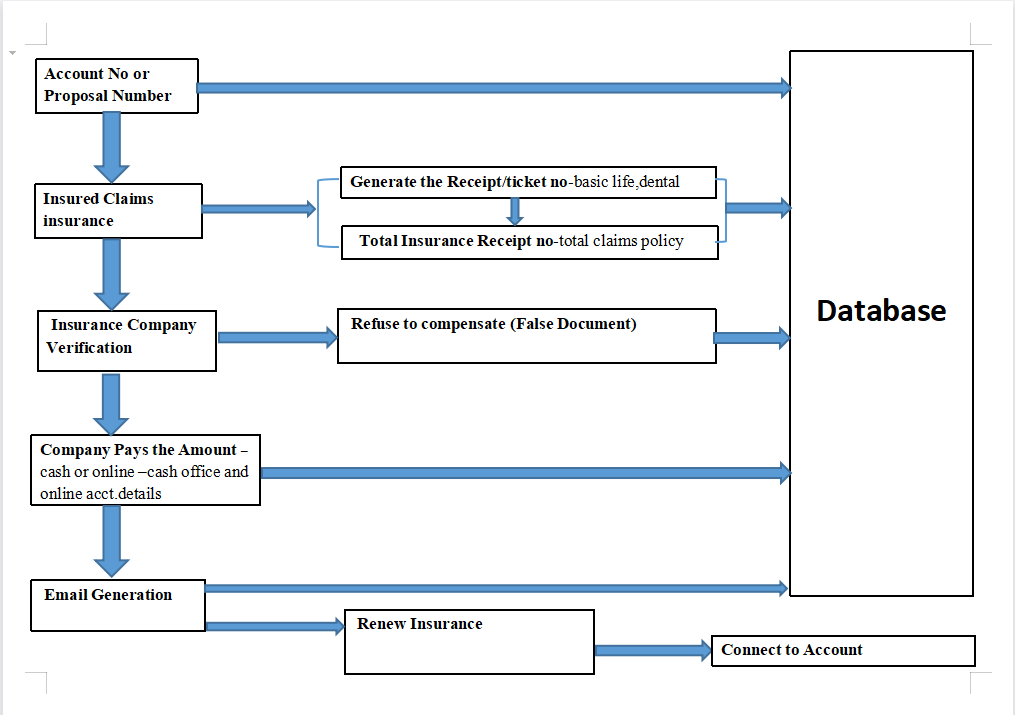 Account No or
Proposal Number
Insured Claims
insurance
Generate the Receipt/ticket no-basic life,dental
Total Insurance Receipt no-total claims policy
Insurance Company
Verification
Refuse to compensate (False Document)
Database
Company Pays the Amount –
cash or online –cash office and
online acct.details
Email Generation
Renew Insurance
Connect to Account